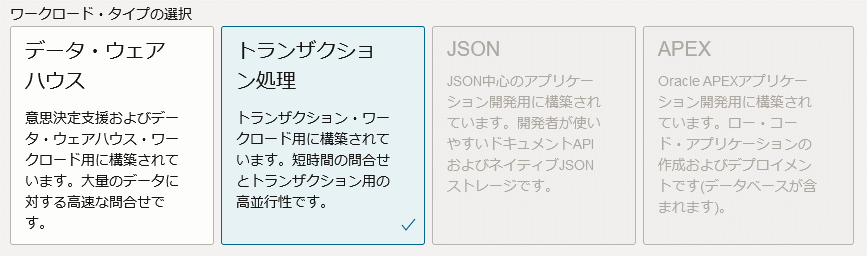 ワークロード・タイプの選択
データ・ウェア
ハウス
意思決定支援およびデー
タ・ウェアハウス・ワー
クロード用に構築されて
います。大量のデータに
対する高速な問合せで
す。
トランザクショ
ン処理
トランザクション・ワー
クロード用に構築されて
います。短時間の問合せ
とトランザクション用の
高並行性です。
JSON
JSON中心のアプリケー
ション開発用に構築され
ています。開発者が使い
やすいドキュメントAPI
およびネイティブJSON
ストレージです。
APEX
Oracle APEXアプリケー
ション開発用に構築され
ています。ロー・コー
ド・アプリケーションの
作成およびデプロイメン
トです(データベースが含
まれます)。